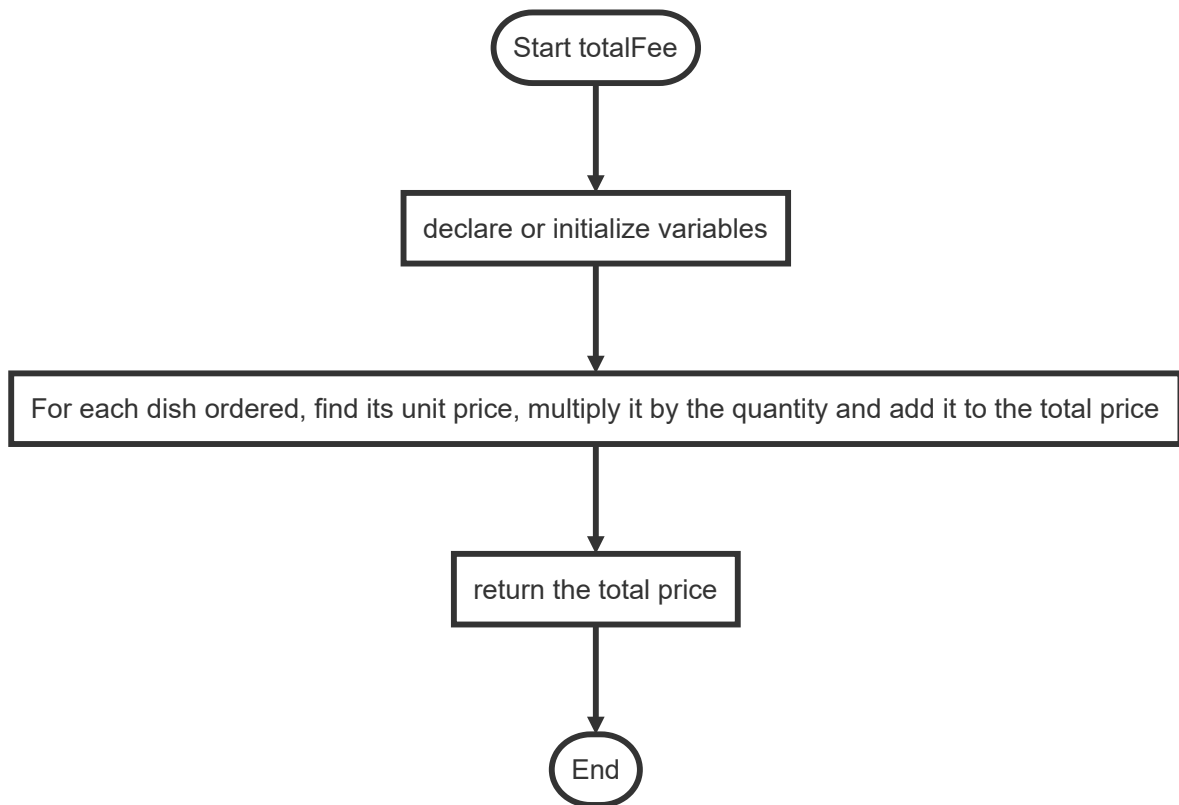 Start totalFee
declare or initialize variables
For each dish ordered, find its unit price, multiply it by the quantity and add it to the total price
return the total price
End